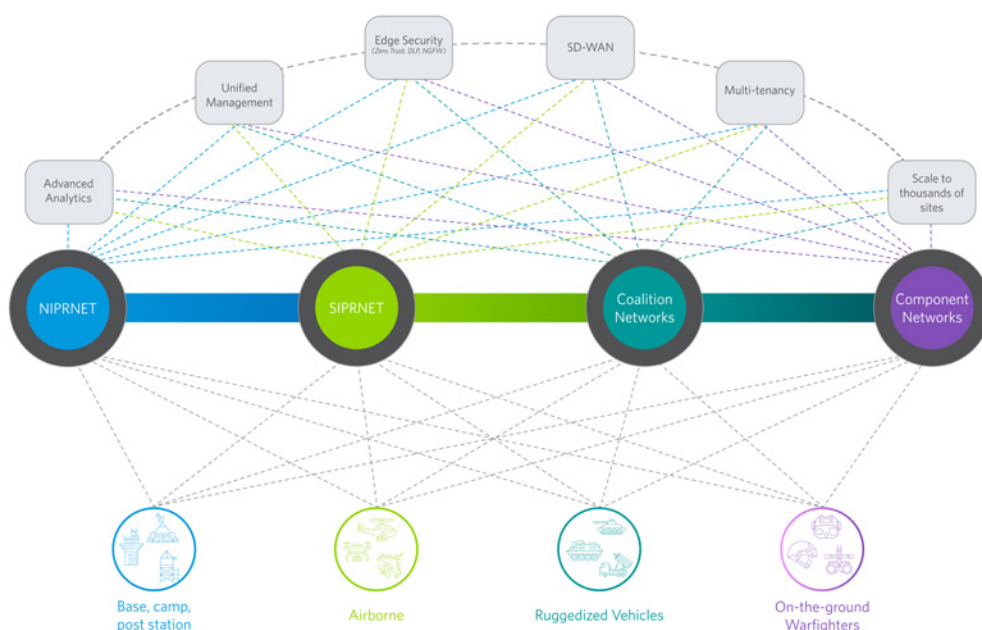 Edge Security
(Zero Trust, DLP, NGFW)
SD-WAN
Unified
Management
Multi-tenancy
Advanced
Analytics
Scale to
thousands of
sites
NIPRNET
SIPRNET
Coalition
Networks
Component
Networks
Base, camp,
post station
Airborne
Ruggedized Vehicles
On-the-ground
Warfighters